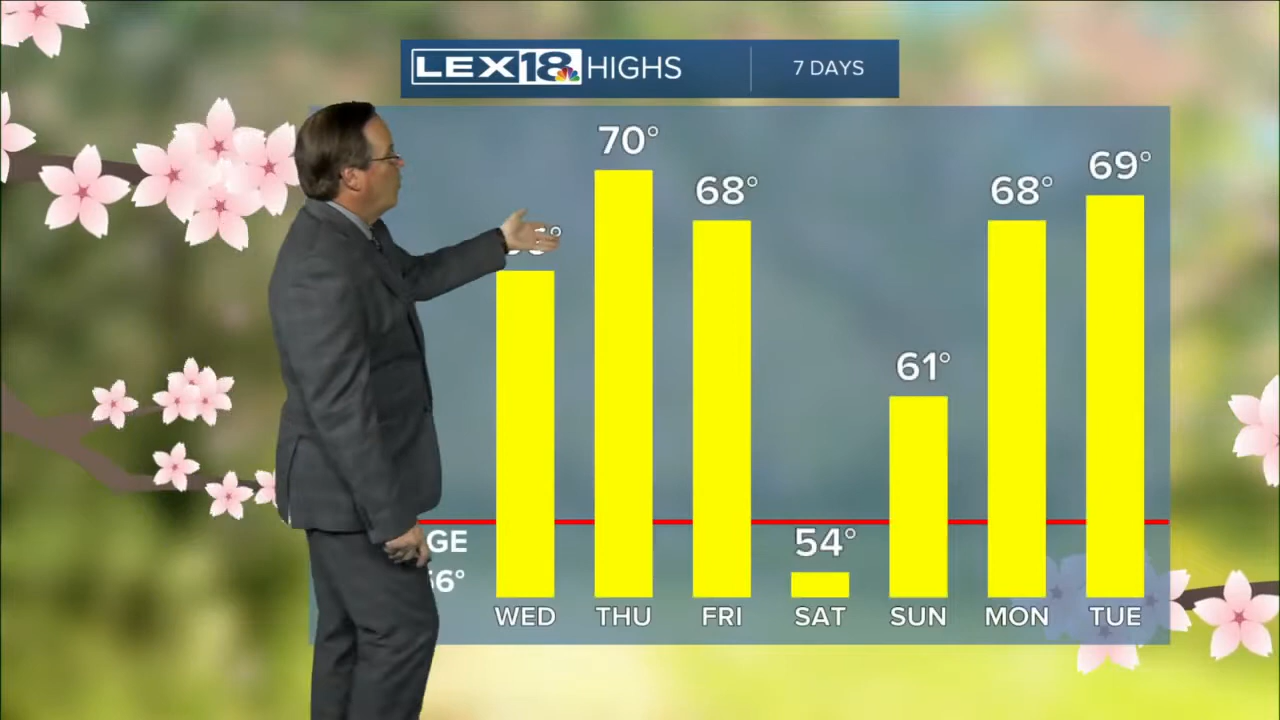 LEX18 HIGHS 7 DAYS
70° 68° 54° 61° 68° 69°
WED THU FRI SAT SUN MON TUE